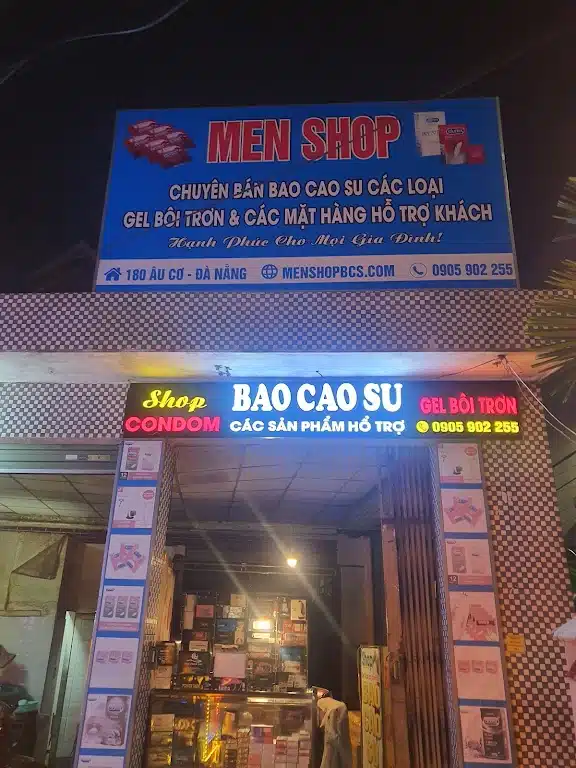 MEN SHOP
CHUYÊN BÁN BAO CAO SU CÁC LOẠI
GEL BÔI TRƠN & CÁC MẶT HÀNG HỖ TRỢ KHÁCH
Hạnh Phúc Cho Mọi Gia Đình!
180 ÂU CƠ - ĐÀ NẴNG MENSHOPBCS.COM 0905 902 255
Shop BAO CAO SU GEL BÔI TRƠN
CONDOM CÁC SẢN PHẨM HỖ TRỢ 0905 902 255
Shop